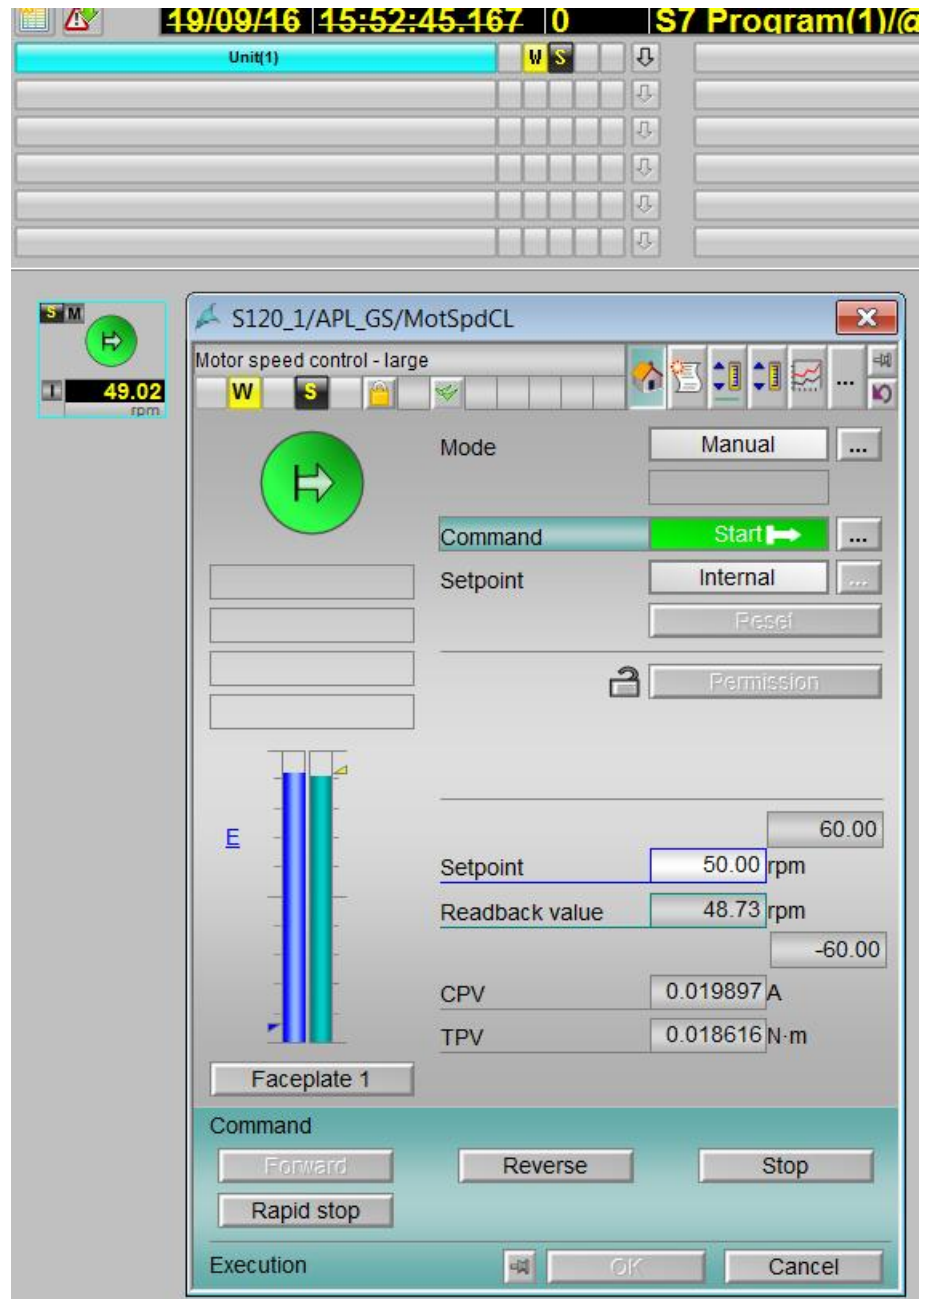 19/09/16 15:52:45.167 0 S7 Program(1)/@
Unit(1) W S
S M
I 49.02
rpm
S120_1/APL_GS/MotSpdCL
Motor speed control - large
W S ...
Mode Manual ...
Command Start ...
Setpoint Internal ...
Reset
Permission
60.00
E
Setpoint 50.00 rpm
Readback value 48.73 rpm
-60.00
CPV 0.019897 A
TPV 0.018616 N·m
Faceplate 1
Command
Forward Reverse Stop
Rapid stop
Execution OK Cancel